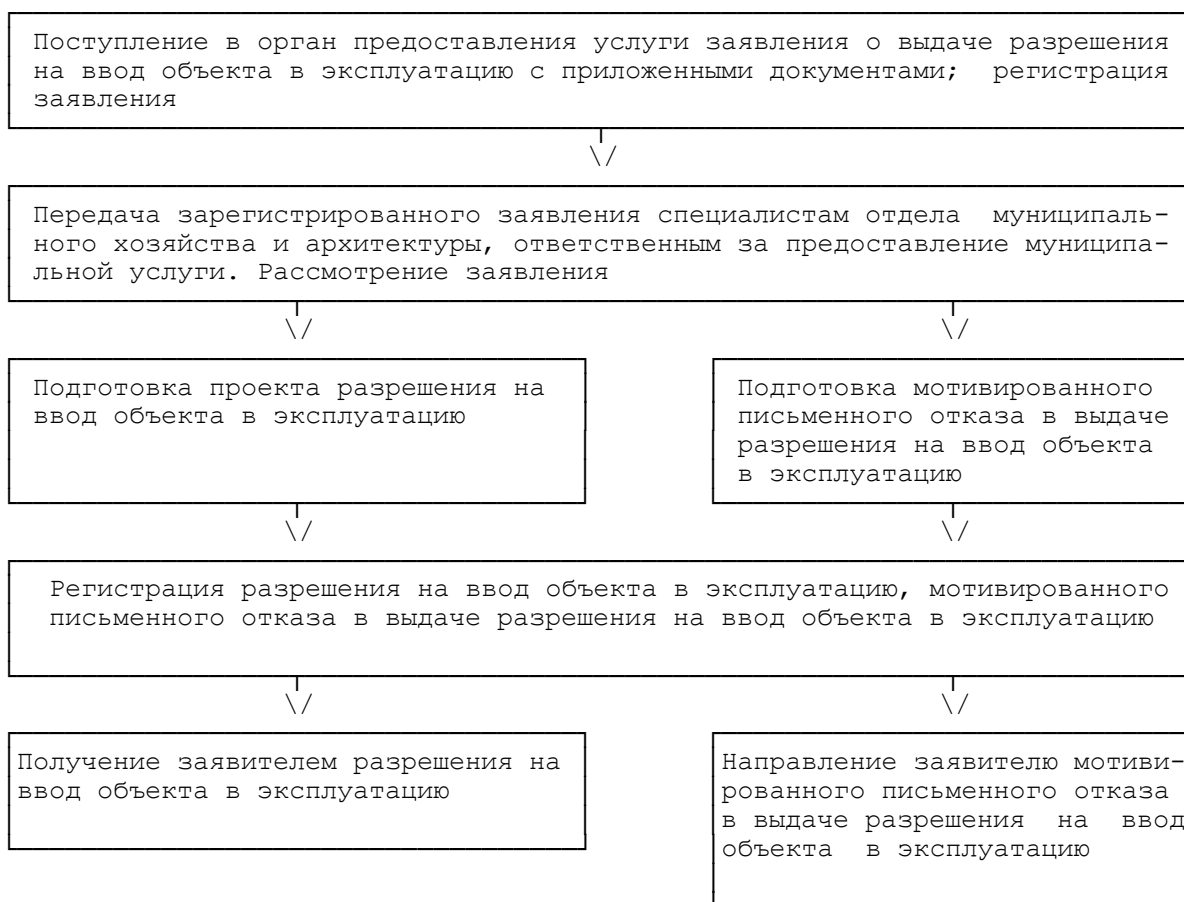 Поступление в орган предоставления услуги заявления о выдаче разрешения
на ввод объекта в эксплуатацию с приложенными документами; регистрация
заявления
Передача зарегистрированного заявления специалистам отдела муниципаль-
ного хозяйства и архитектуры, ответственным за предоставление муниципа-
льной услуги. Рассмотрение заявления
Подготовка проекта разрешения на
ввод объекта в эксплуатацию
Подготовка мотивированного
письменного отказа в выдаче
разрешения на ввод объекта
в эксплуатацию
Регистрация разрешения на ввод объекта в эксплуатацию, мотивированного
письменного отказа в выдаче разрешения на ввод объекта в эксплуатацию
Получение заявителем разрешения на
ввод объекта в эксплуатацию
Направление заявителю мотиви-
рованного письменного отказа
в выдаче разрешения на ввод
объекта в эксплуатацию